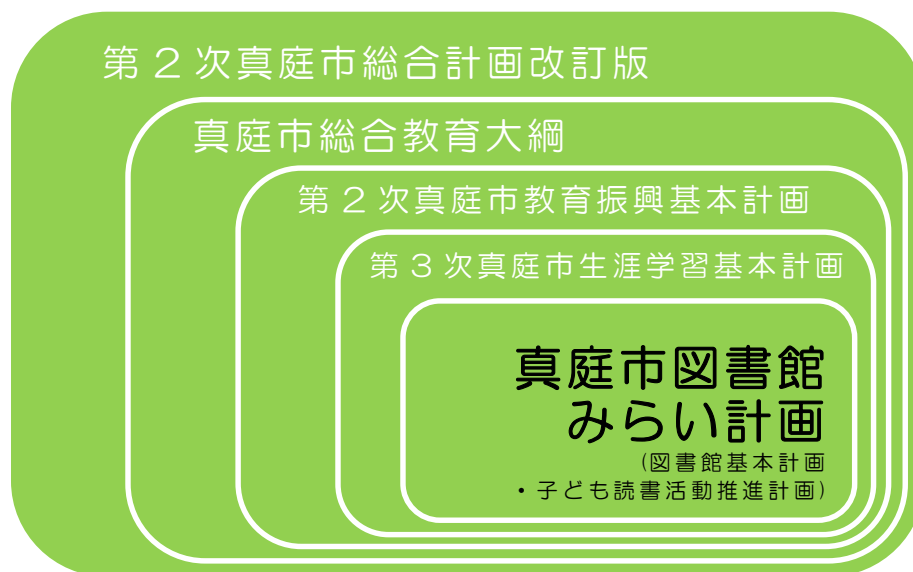 第2次真庭市総合計画改訂版
真庭市総合教育大綱
第2次真庭市教育振興基本計画
第3次真庭市生涯学習基本計画
真庭市図書館
みらい計画
(図書館基本計画
・子ども読書活動推進計画)